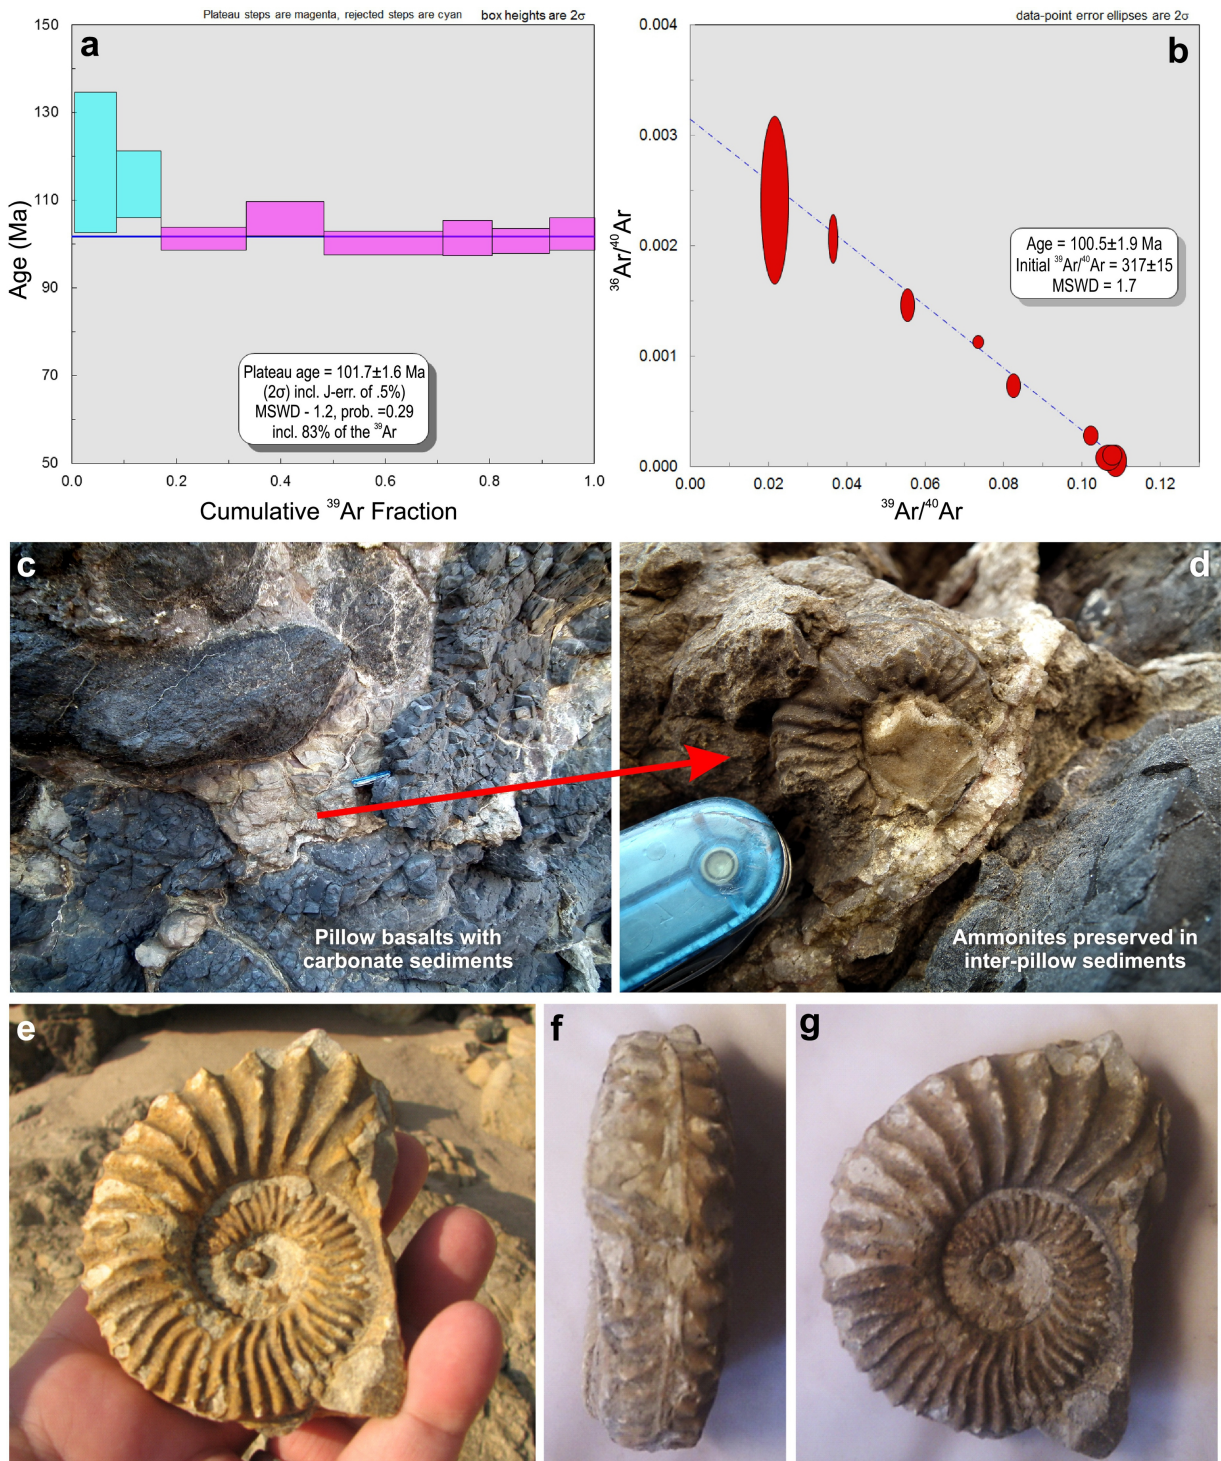 Plateau steps are magenta, rejected steps are cyan
box heights are 2σ
a
150
130
110
90
70
50
Age (Ma)
Plateau age = 101.7±1.6 Ma
(2σ) incl. J-err. of .5%)
MSWD - 1.2, prob. =0.29
incl. 83% of the ³⁹Ar
0.0
0.2
0.4
0.6
0.8
1.0
Cumulative ³⁹Ar Fraction
data-point error ellipses are 2σ
b
0.004
0.003
0.002
0.001
0.000
³⁶Ar/⁴⁰Ar
Age = 100.5±1.9 Ma
Initial ³⁹Ar/⁴⁰Ar = 317±15
MSWD = 1.7
0.00
0.02
0.04
0.06
0.08
0.10
0.12
³⁹Ar/⁴⁰Ar
c
Pillow basalts with
carbonate sediments
d
Ammonites preserved in
inter-pillow sediments
e
f
g